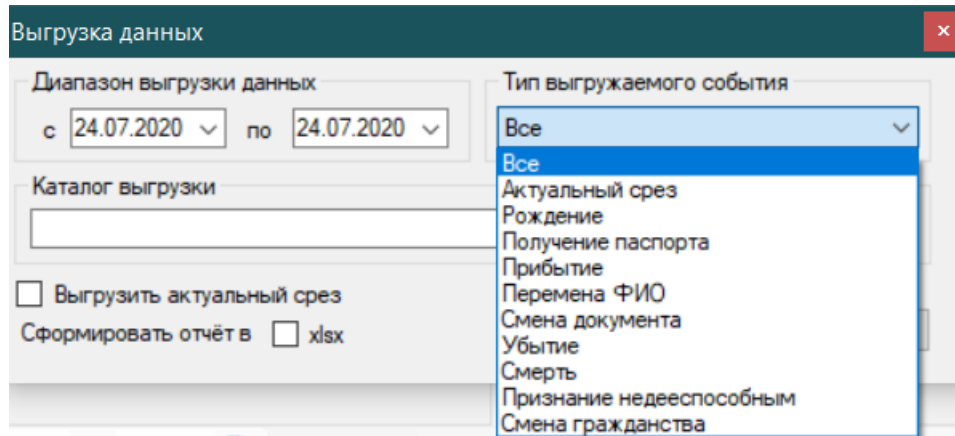 Выгрузка данных
Диапазон выгрузки данных
с 24.07.2020 по 24.07.2020
Тип выгружаемого события
Все
Все
Актуальный срез
Рождение
Получение паспорта
Прибытие
Перемена ФИО
Смена документа
Убытие
Смерть
Признание недееспособным
Смена гражданства
Каталог выгрузки
Выгрузить актуальный срез
Сформировать отчёт в xlsx